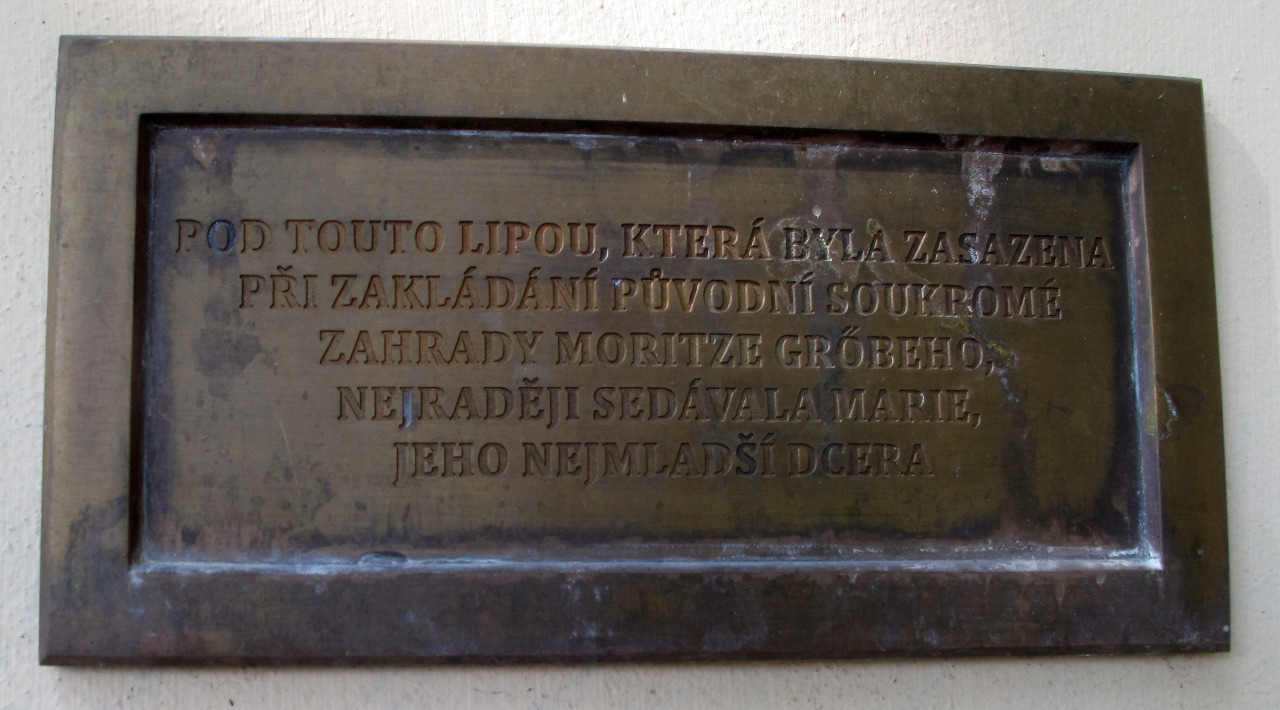 POD TOUTO LIPOU, KTERÁ BYLA ZASAZENA
PŘI ZAKLÁDÁNÍ PŮVODNÍ SOUKROMÉ
ZAHRADY MORITZE GRŐBEHO,
NEJRADĚJI SEDÁVALA MARIE,
JEHO NEJMLADŠÍ DCERA